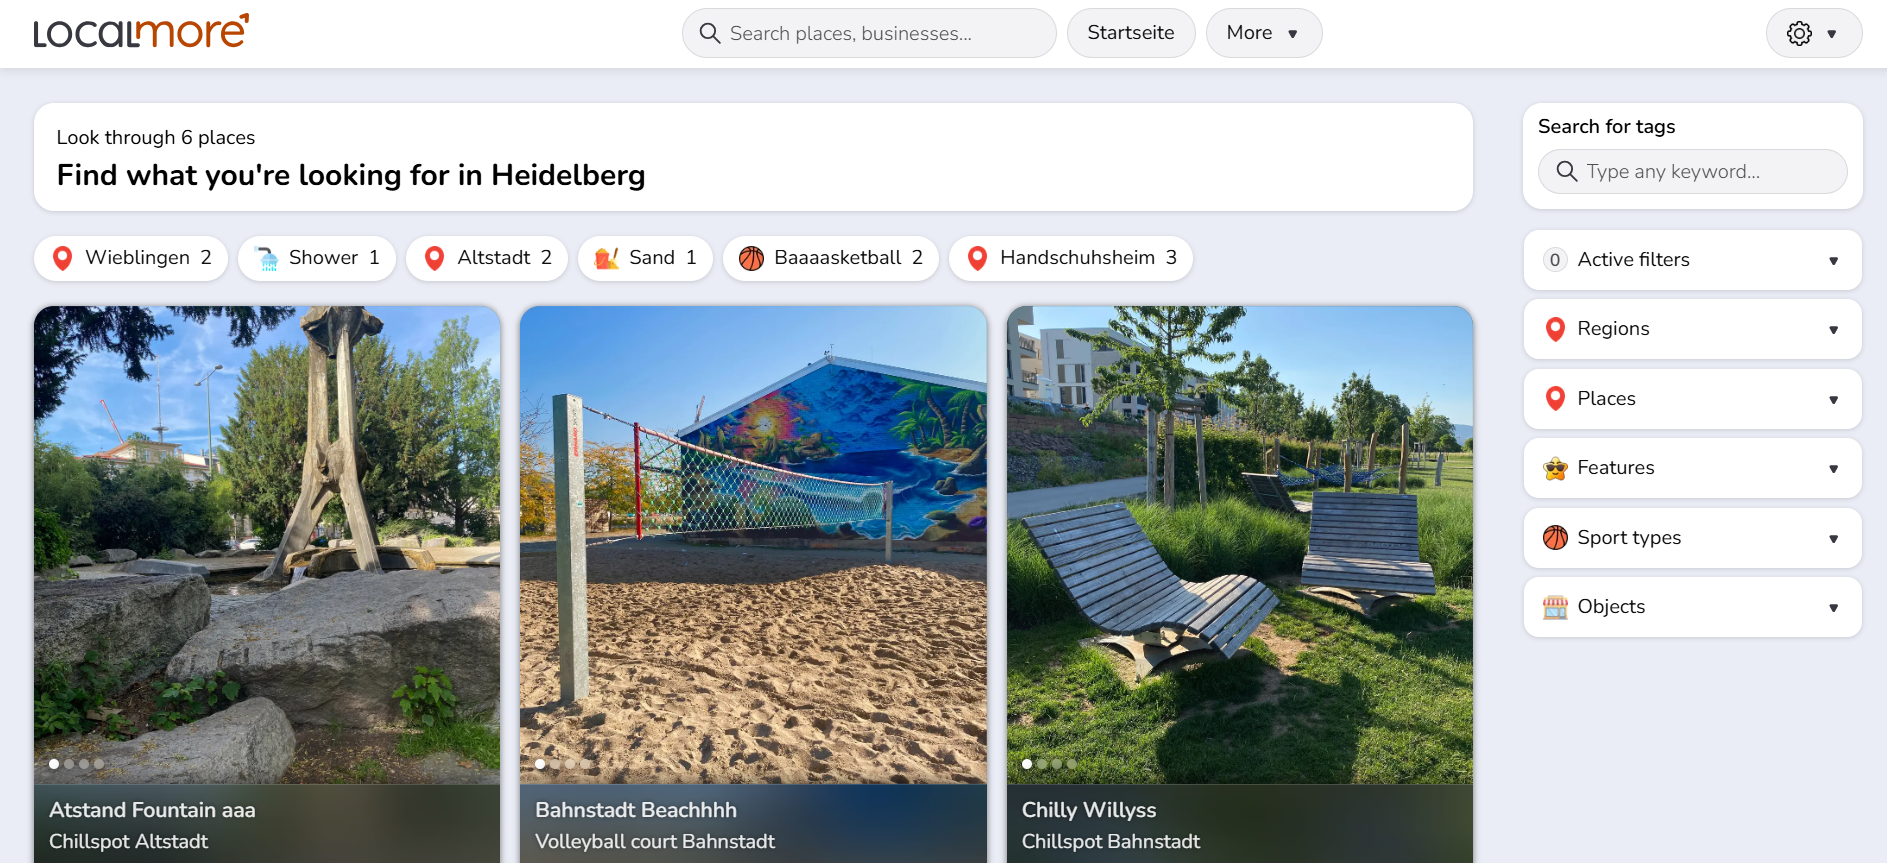 Localmore
Search places, businesses...
Startseite
More
Look through 6 places
Find what you're looking for in Heidelberg
Wieblingen 2
Shower 1
Altstadt 2
Sand 1
Baaaasketball 2
Handschuhsheim 3
Atstand Fountain aaa
Chillspot Altstadt
Bahnstadt Beachhhh
Volleyball court Bahnstadt
Chilly Willyss
Chillspot Bahnstadt
Search for tags
Type any keyword...
0 Active filters
Regions
Places
Features
Sport types
Objects